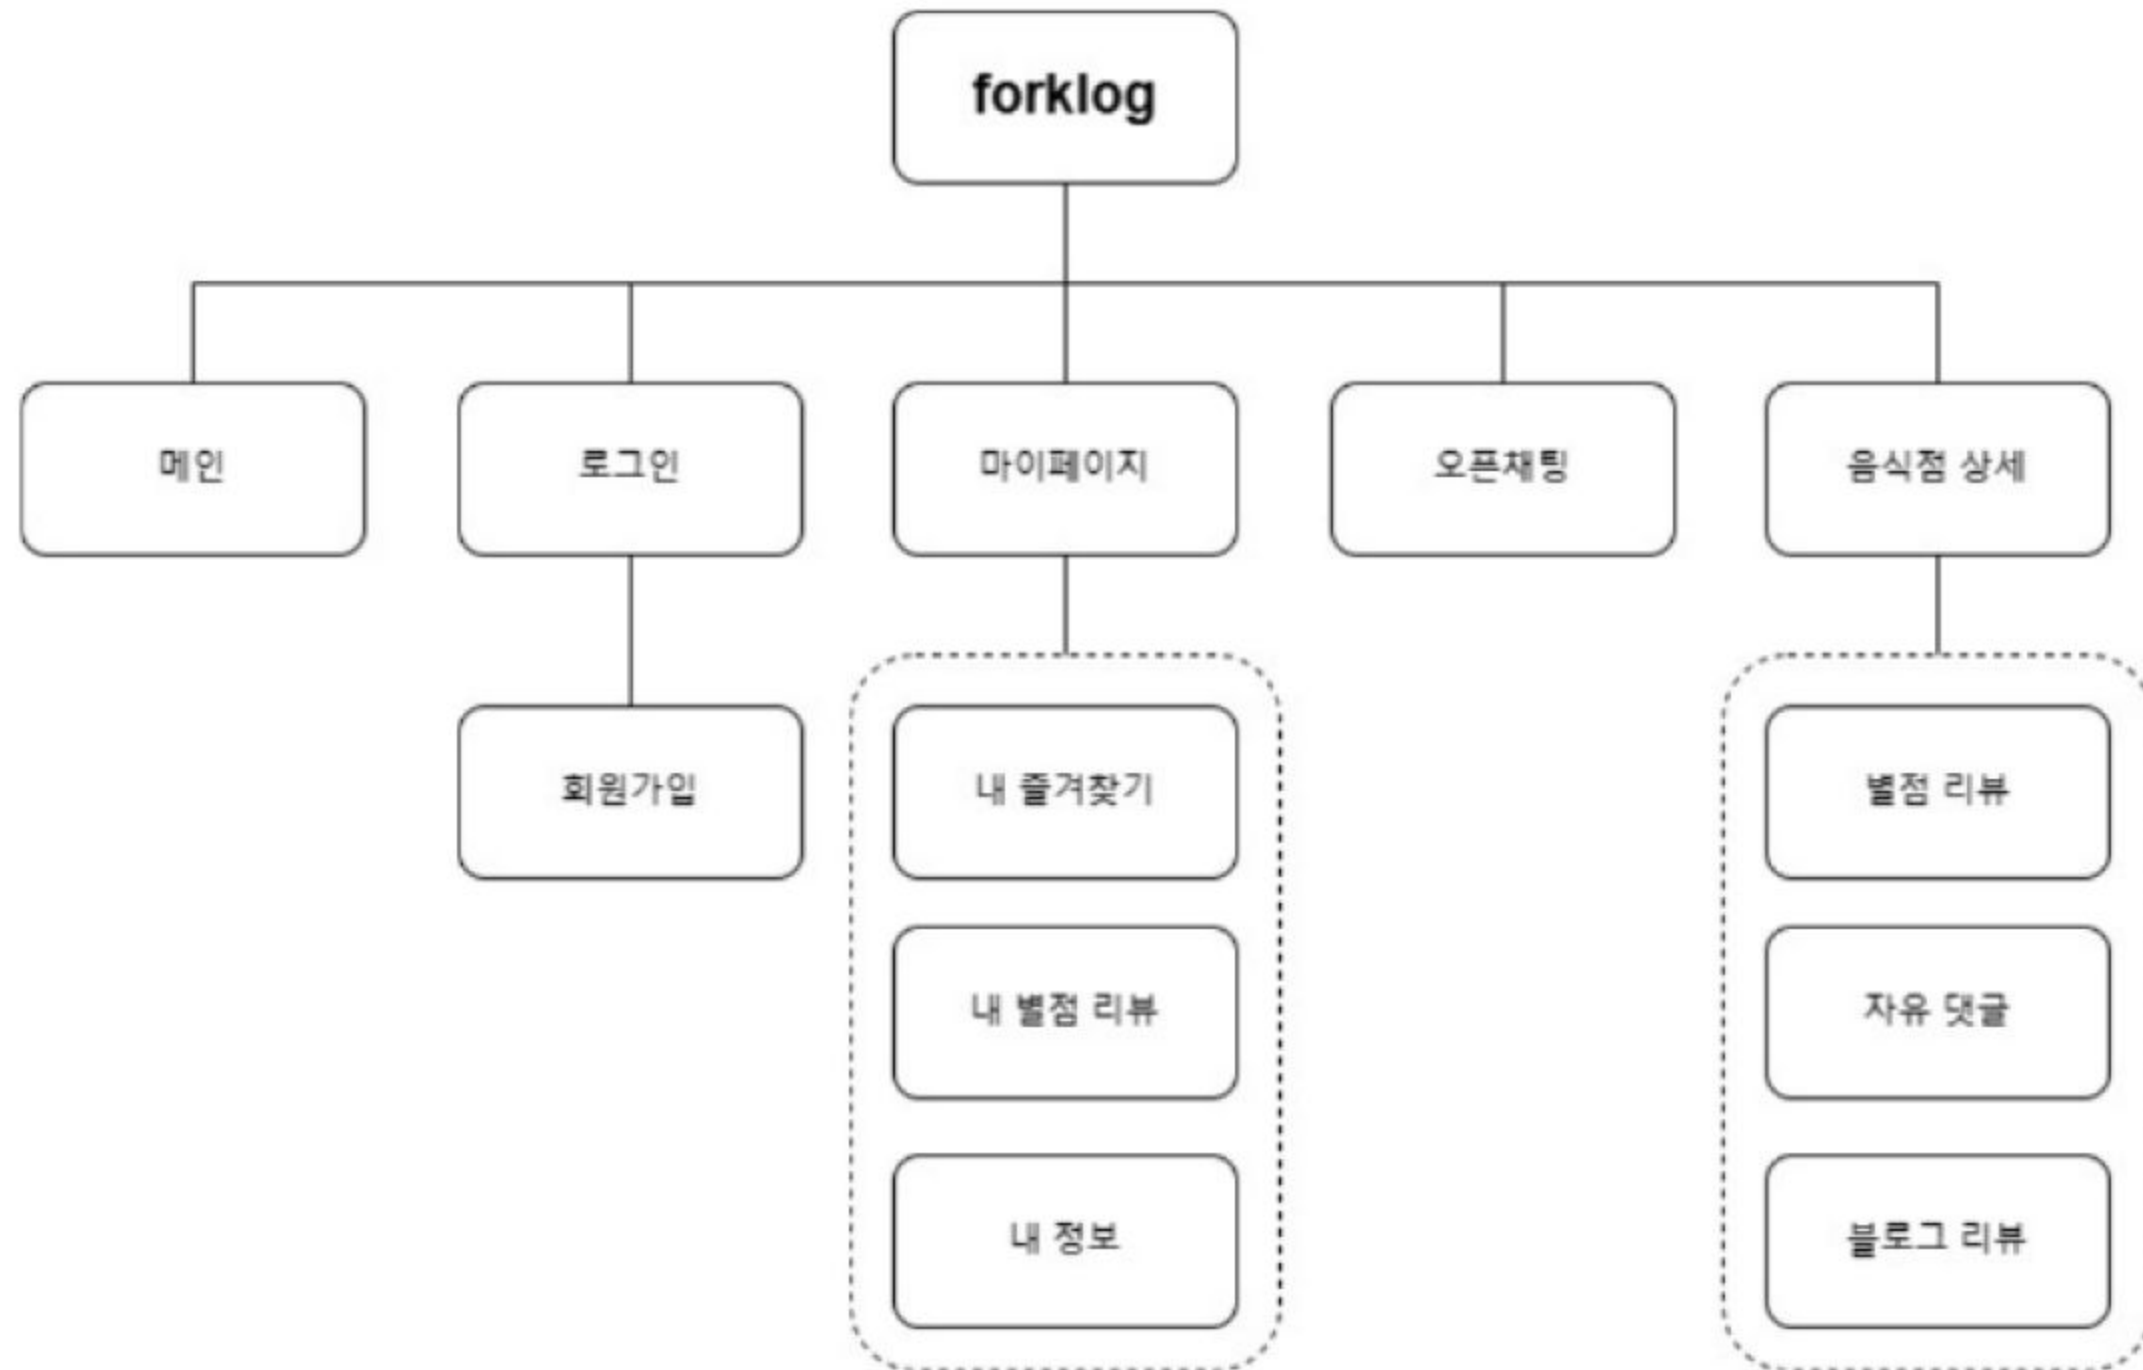 forklog
메인
로그인
마이페이지
오픈채팅
음식점 상세
회원가입
내 즐겨찾기
별점 리뷰
내 별점 리뷰
자유 댓글
내 정보
블로그 리뷰